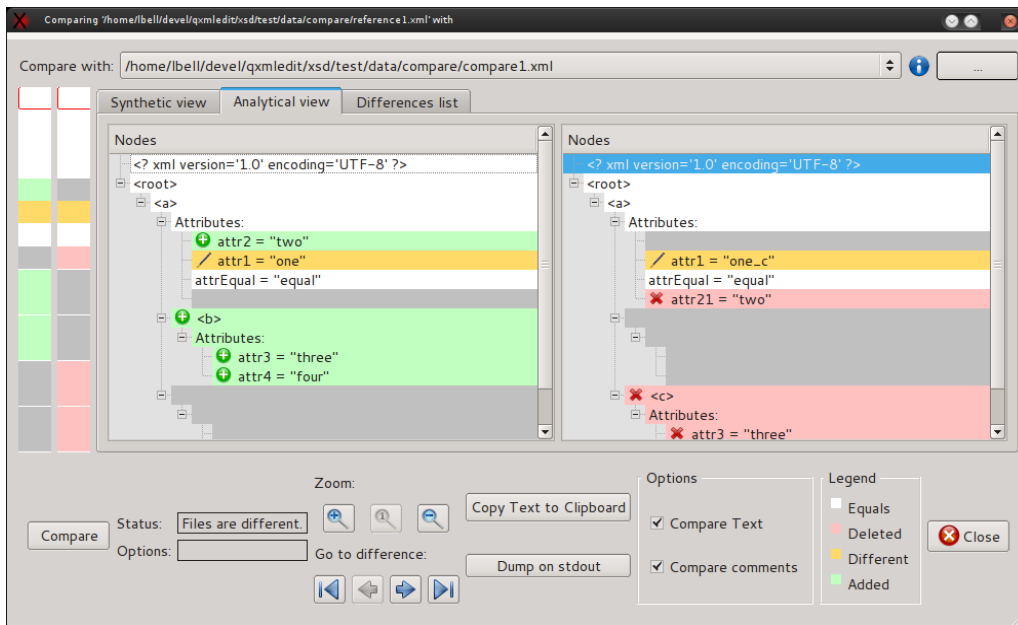 Comparing '/home/lbell/devel/qxmledit/xsd/test/data/compare/reference1.xml' with
Compare with: /home/lbell/devel/qxmledit/xsd/test/data/compare/compare1.xml ...
Synthetic view Analytical view Differences list
Nodes
<? xml version='1.0' encoding='UTF-8' ?>
<root>
<a>
Attributes:
attr2 = "two"
attr1 = "one"
attrEqual = "equal"
<b>
Attributes:
attr3 = "three"
attr4 = "four"
Nodes
<? xml version='1.0' encoding='UTF-8' ?>
<root>
<a>
Attributes:
attr1 = "one_c"
attrEqual = "equal"
attr21 = "two"
<c>
Attributes:
attr3 = "three"
Compare
Status: Files are different.
Options:
Zoom:
Go to difference:
Copy Text to Clipboard
Dump on stdout
Options
Compare Text
Compare comments
Legend
Equals
Deleted
Different
Added
Close